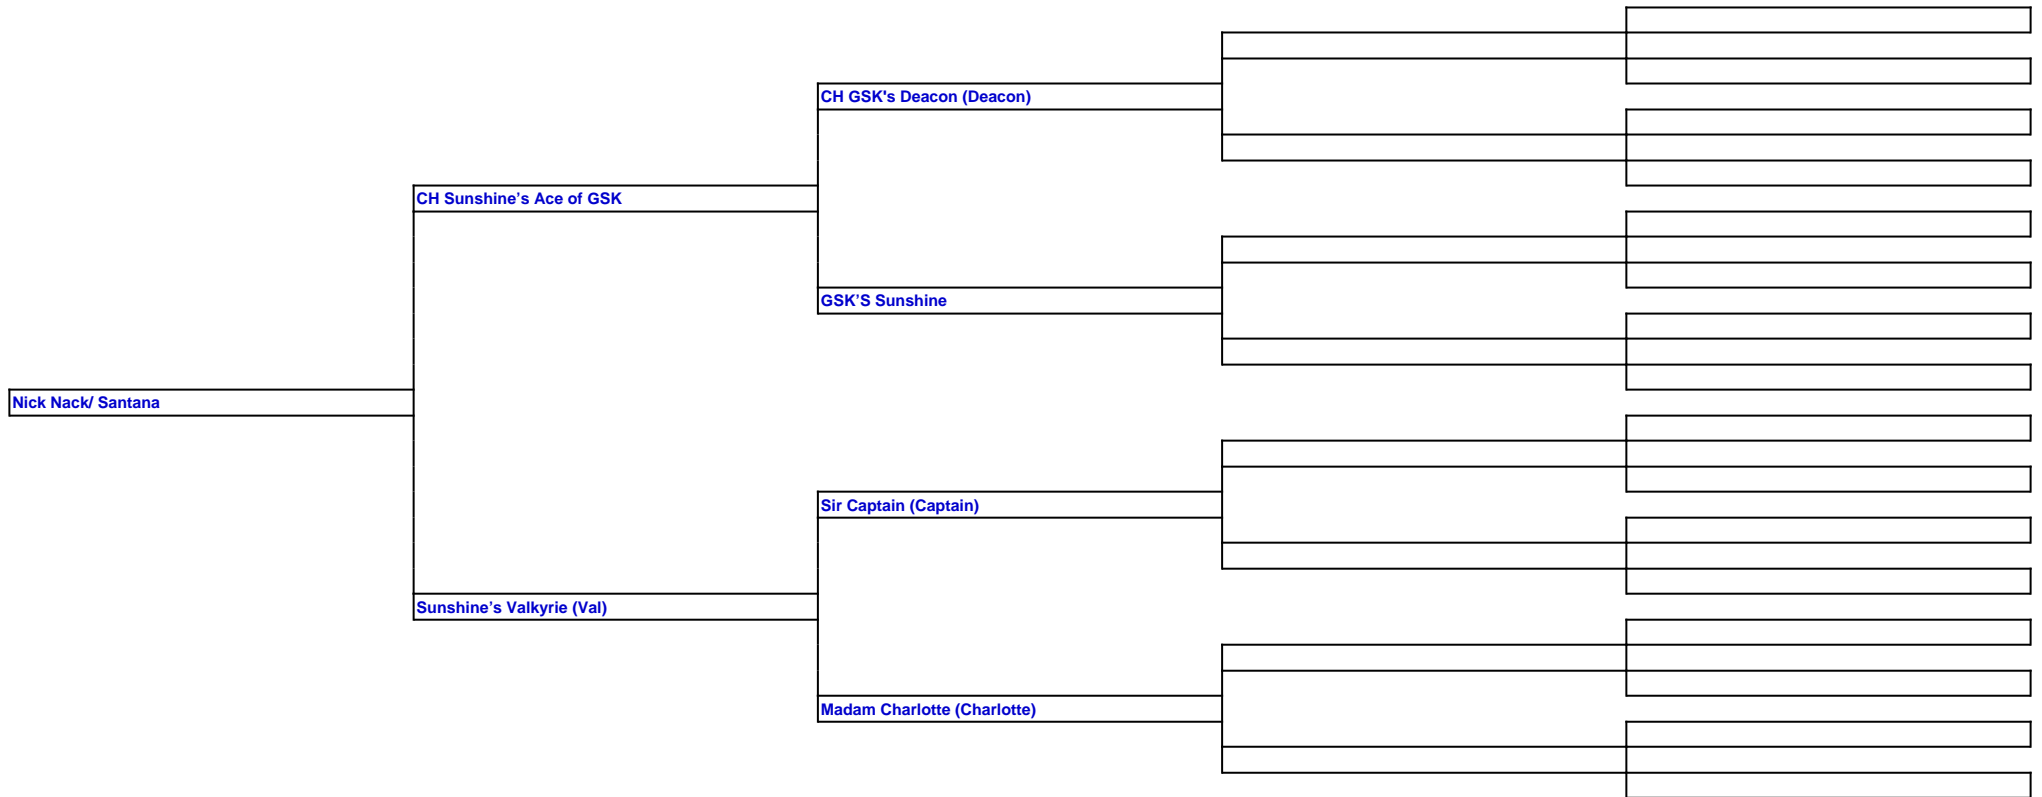 CH GSK's Deacon (Deacon)
CH Sunshine’s Ace of GSK
GSK’S Sunshine
Nick Nack/ Santana
Sir Captain (Captain)
Sunshine’s Valkyrie (Val)
Madam Charlotte (Charlotte)